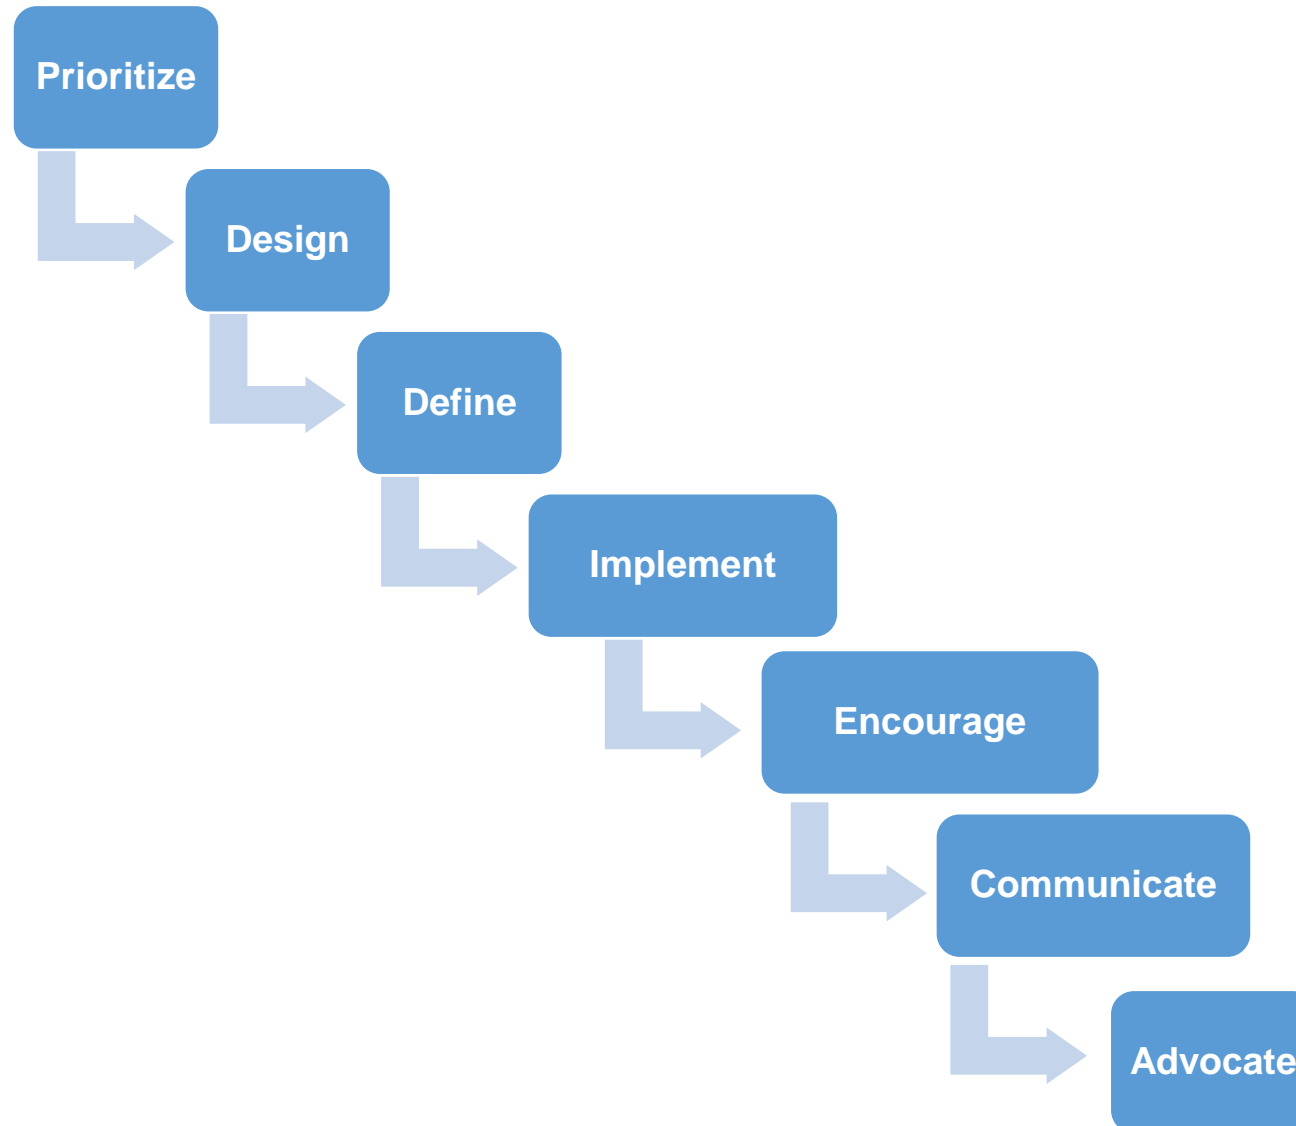 Prioritize
Design
Define
Implement
Encourage
Communicate
Advocate